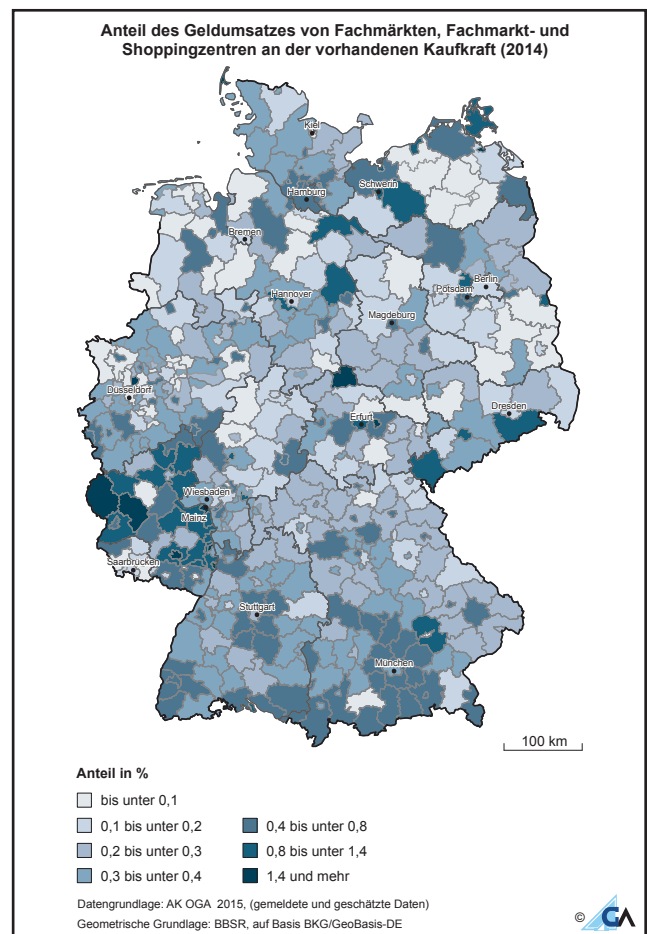 Anteil des Geldumsatzes von Fachmärkten, Fachmarkt- und
Shoppingzentren an der vorhandenen Kaufkraft (2014)
Kiel
Hamburg
Schwerin
Bremen
Berlin
Potsdam
Hannover
Magdeburg
Düsseldorf
Erfurt
Dresden
Wiesbaden
Mainz
Saarbrücken
Stuttgart
München
100 km
Anteil in %
bis unter 0,1
0,1 bis unter 0,2
0,2 bis unter 0,3
0,3 bis unter 0,4
0,4 bis unter 0,8
0,8 bis unter 1,4
1,4 und mehr
Datengrundlage: AK OGA 2015, (gemeldete und geschätzte Daten)
Geometrische Grundlage: BBSR, auf Basis BKG/GeoBasis-DE
© GA